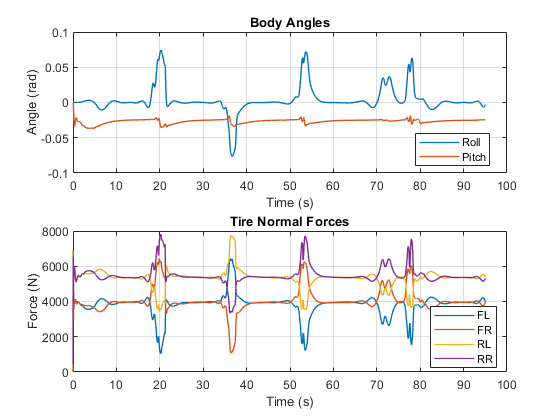 Body Angles
0.1
0.05
0
-0.05
-0.1
Angle (rad)
Roll
Pitch
0 10 20 30 40 50 60 70 80 90 100
Time (s)
Tire Normal Forces
8000
6000
4000
2000
0
Force (N)
FL
FR
RL
RR
0 10 20 30 40 50 60 70 80 90 100
Time (s)